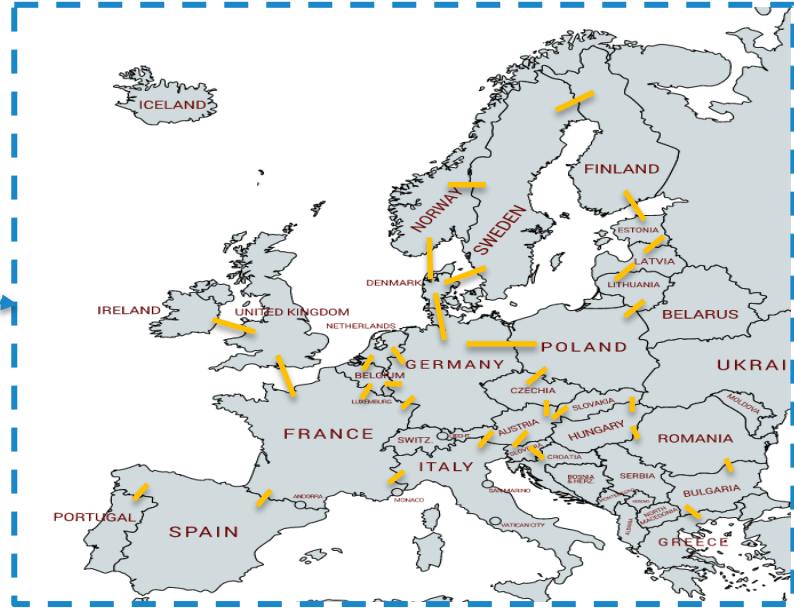 ICELAND
FINLAND
NORWAY
SWEDEN
ESTONIA
LATVIA
DENMARK
LITHUANIA
IRELAND
UNITED KINGDOM
BELARUS
NETHERLANDS
POLAND
GERMANY
UKRAI
BELGIUM
CZECHIA
LUXEMBURG
SLOVAKIA
MOLDOVA
AUSTRIA
FRANCE
HUNGARY
SWITZ.
ROMANIA
CROATIA
ITALY
BOSNIA
& HERZ.
SERBIA
SAN MARINO
BULGARIA
ANDORRA
MONACO
PORTUGAL
SPAIN
VATICAN CITY
NORTH
MACEDONIA
ALBANIA
GREECE